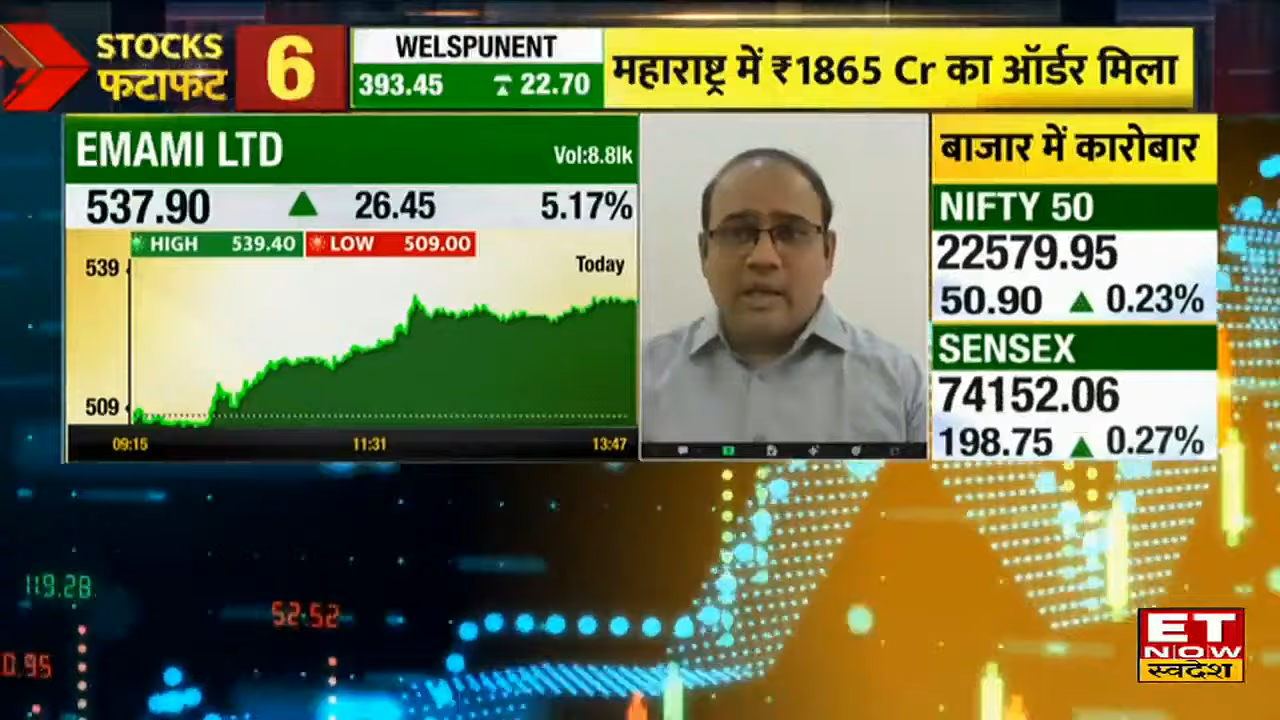 STOCKS
फटाफट
6
WELSPUNENT
393.45 22.70
महाराष्ट्र में ₹1865 Cr का ऑर्डर मिला
EMAMI LTD
Vol:8.8lk
537.90 ▲ 26.45 5.17%
HIGH 539.40 LOW 509.00
Today
539
509
09:15 11:31 13:47
बाजार में कारोबार
NIFTY 50
22579.95
50.90 ▲ 0.23%
SENSEX
74152.06
198.75 ▲ 0.27%
119.28
52.52
0.95
ET
NOW
स्वदेश